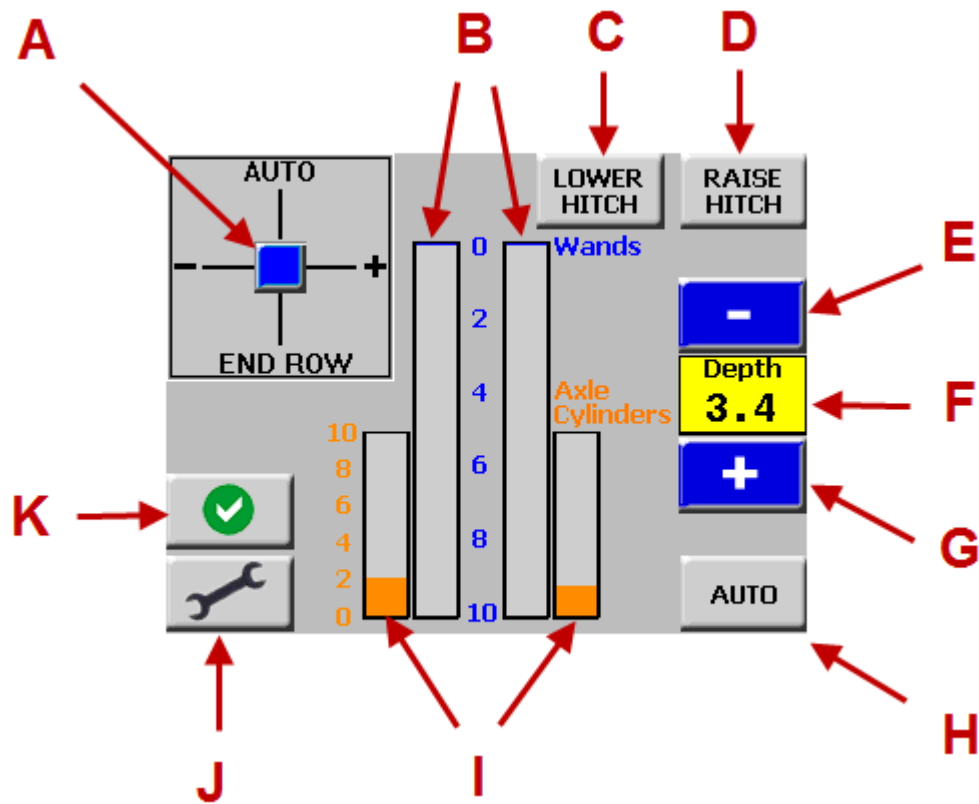 A
B
C
D
AUTO
LOWER
HITCH
RAISE
HITCH
- +
END ROW
0 Wands
2
4
6
8
10
Axle
Cylinders
10
8
6
4
2
0
-
Depth
3.4
+
AUTO
E
F
G
H
I
J
K